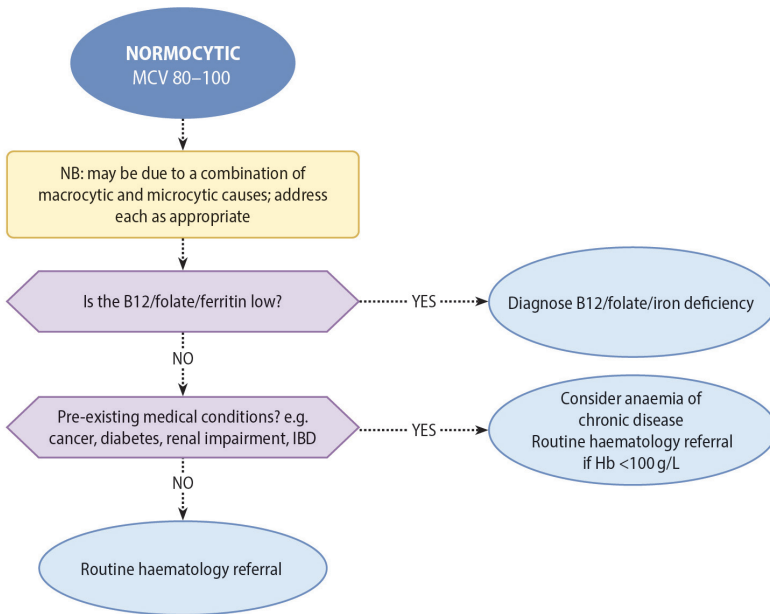 NORMOCYTIC
MCV 80–100
NB: may be due to a combination of
macrocytic and microcytic causes; address
each as appropriate
Is the B12/folate/ferritin low?
YES
Diagnose B12/folate/iron deficiency
NO
Pre-existing medical conditions? e.g.
cancer, diabetes, renal impairment, IBD
YES
Consider anaemia of
chronic disease
Routine haematology referral
if Hb <100 g/L
NO
Routine haematology referral